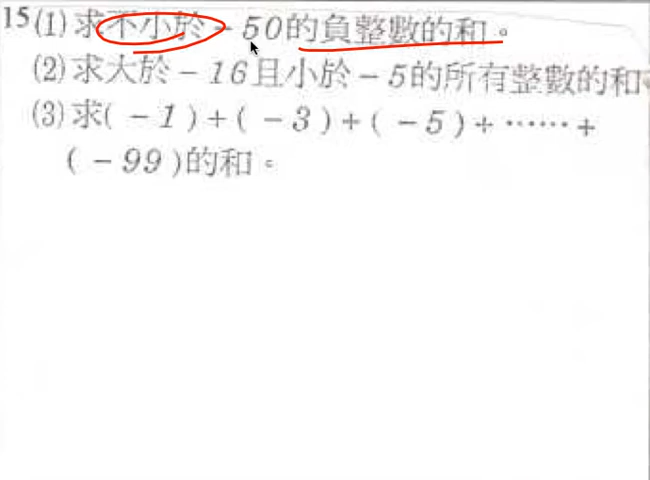 15(1)求不小於-50的負整數的和。
(2)求大於-16且小於-5的所有整數的和
(3)求(-1)+(-3)+(-5)+……+
(-99)的和。